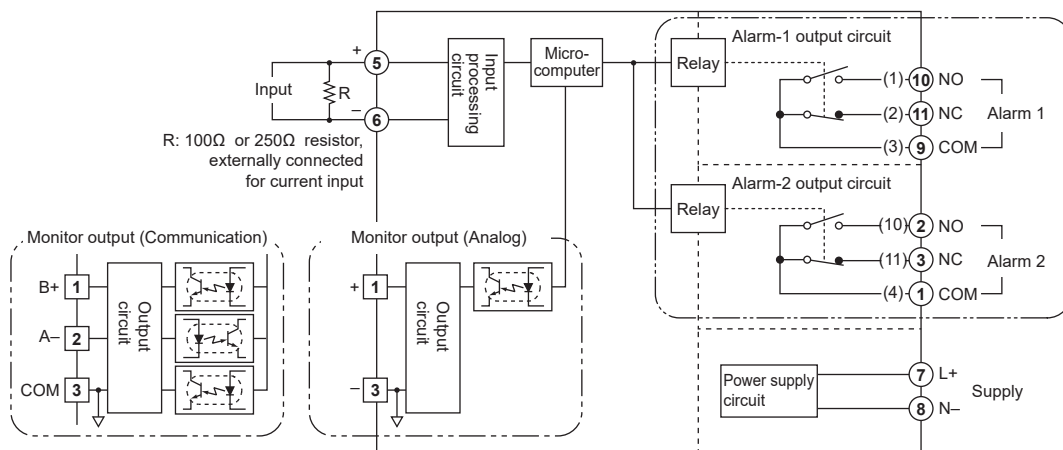 Input
+
5
–
6
R
R: 100Ω or 250Ω resistor,
externally connected
for current input
Input
processing
circuit
Micro-
computer
Relay
Alarm-1 output circuit
(1) 10 NO
(2) 11 NC
(3) 9 COM
Alarm 1
Relay
Alarm-2 output circuit
(10) 2 NO
(11) 3 NC
(4) 1 COM
Alarm 2
Monitor output (Communication)
B+ 1
A– 2
COM 3
Output
circuit
Monitor output (Analog)
+ 1
– 3
Output
circuit
Power supply
circuit
7 L+
8 N–
Supply